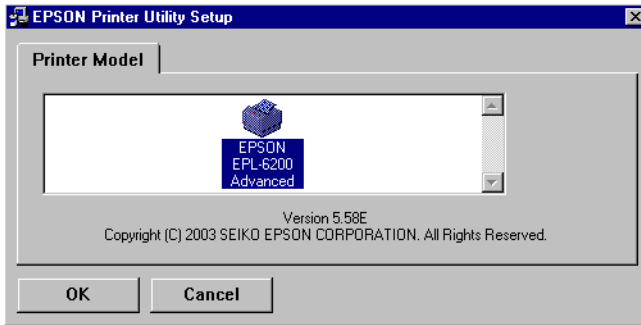 EPSON Printer Utility Setup
Printer Model
EPSON
EPL-6200
Advanced
Version 5.58E
Copyright (C) 2003 SEIKO EPSON CORPORATION. All Rights Reserved.
OK
Cancel